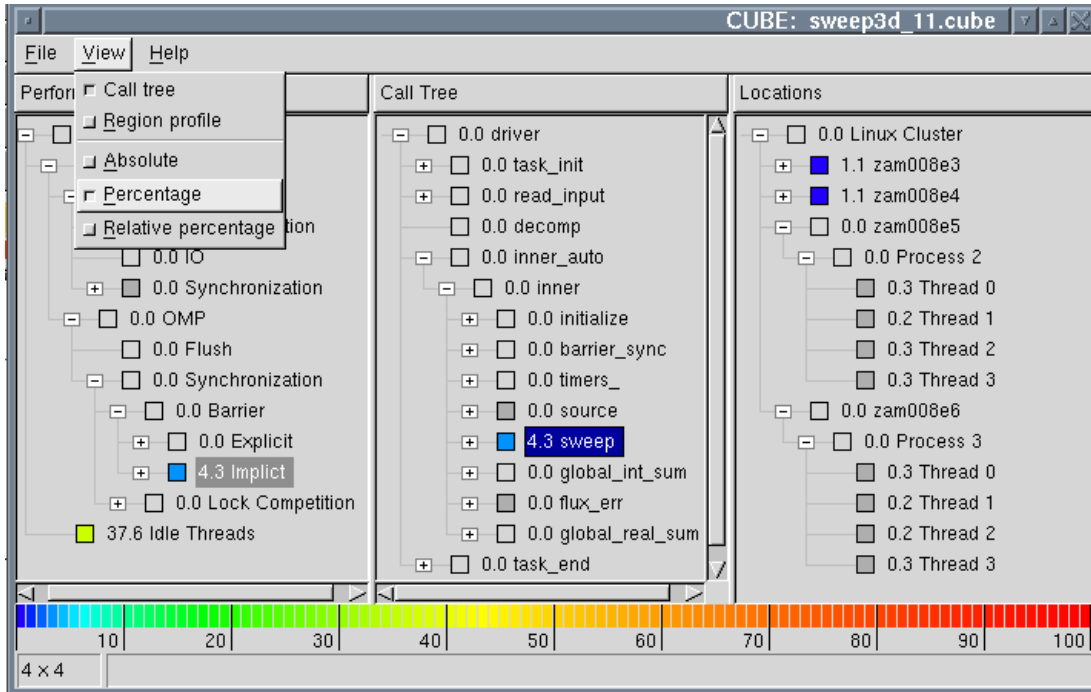 CUBE: sweep3d_11.cube
File View Help
Perfor
Call tree
Region profile
Absolute
Percentage
Relative percentage
tion
0.0 IO
0.0 Synchronization
0.0 OMP
0.0 Flush
0.0 Synchronization
0.0 Barrier
0.0 Explicit
4.3 Implict
0.0 Lock Competition
37.6 Idle Threads
Call Tree
0.0 driver
0.0 task_init
0.0 read_input
0.0 decomp
0.0 inner_auto
0.0 inner
0.0 initialize
0.0 barrier_sync
0.0 timers_
0.0 source
4.3 sweep
0.0 global_int_sum
0.0 flux_err
0.0 global_real_sum
0.0 task_end
Locations
0.0 Linux Cluster
1.1 zam008e3
1.1 zam008e4
0.0 zam008e5
0.0 Process 2
0.3 Thread 0
0.2 Thread 1
0.3 Thread 2
0.3 Thread 3
0.0 zam008e6
0.0 Process 3
0.3 Thread 0
0.2 Thread 1
0.2 Thread 2
0.3 Thread 3
10 20 30 40 50 60 70 80 90 100
4 × 4